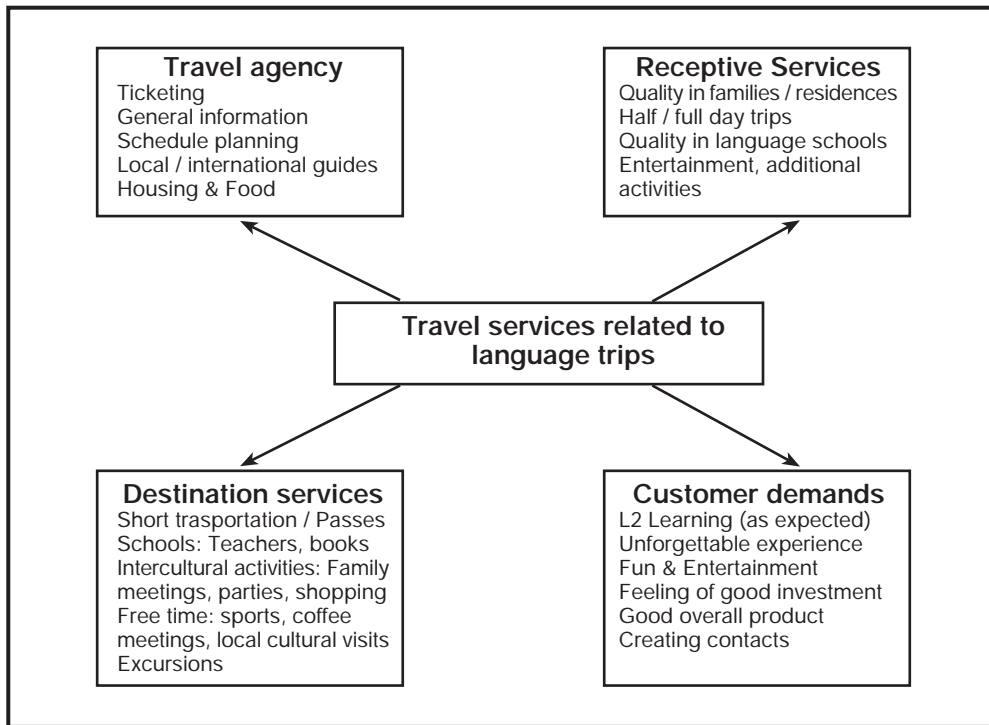 Travel agency
Ticketing
General information
Schedule planning
Local / international guides
Housing & Food
Receptive Services
Quality in families / residences
Half / full day trips
Quality in language schools
Entertainment, additional
activities
Travel services related to
language trips
Destination services
Short trasportation / Passes
Schools: Teachers, books
Intercultural activities: Family
meetings, parties, shopping
Free time: sports, coffee
meetings, local cultural visits
Excursions
Customer demands
L2 Learning (as expected)
Unforgettable experience
Fun & Entertainment
Feeling of good investment
Good overall product
Creating contacts